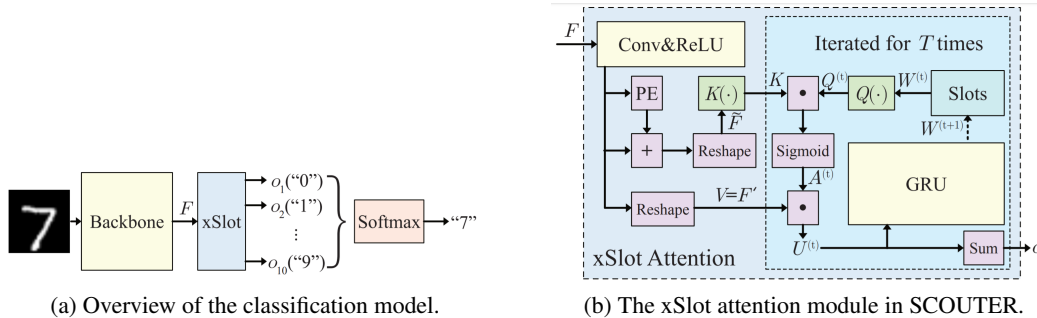 7
Backbone
F
xSlot
o₁("0")
o₂("1")
⋮
o₁₀("9")
Softmax
"7"
(a) Overview of the classification model.
F
Conv&ReLU
Iterated for T times
PE
K(·)
K
Q⁽ᵗ⁾
Q(·)
W⁽ᵗ⁾
Slots
F̃
W⁽ᵗ⁺¹⁾
+
Reshape
Sigmoid
GRU
A⁽ᵗ⁾
Reshape
V=F′
U⁽ᵗ⁾
Sum
o
xSlot Attention
(b) The xSlot attention module in SCOUTER.